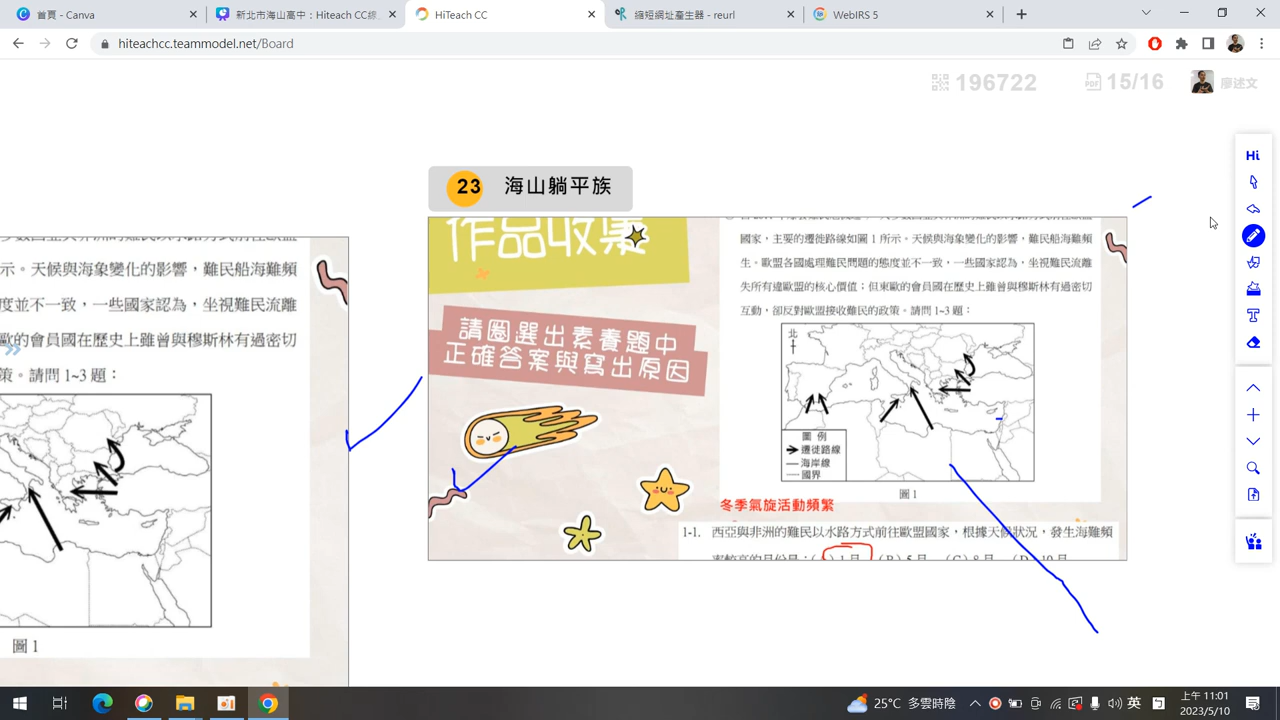 首頁 - Canva
新北市海山高中：Hiteach CC線
HiTeach CC
縮短網址產生器 - reurl
WebIRS 5
hiteachcc.teammodel.net/Board
196722
PDF 15/16
廖述文
Hi
23 海山躺平族
作品收集
請圈選出素養題中
正確答案與寫出原因
國家，主要的遷徙路線如圖 1 所示。天候與海象變化的影響，難民船海難頻
生。歐盟各國處理難民問題的態度並不一致，一些國家認為，坐視難民流離
失所有違歐盟的核心價值；但東歐的會員國在歷史上雖曾與穆斯林有過密切
互動，卻反對歐盟接收難民的政策。請問 1~3 題：
北
圖 例
遷徙路線
海岸線
國界
圖 1
冬季氣旋活動頻繁
1-1. 西亞與非洲的難民以水路方式前往歐盟國家，根據天候狀況，發生海難頻
示。天候與海象變化的影響，難民船海難頻
度並不一致，一些國家認為，坐視難民流離
歐的會員國在歷史上雖曾與穆斯林有過密切
策。請問 1~3 題：
圖 1
25°C 多雲時陰
英
上午 11:01
2023/5/10